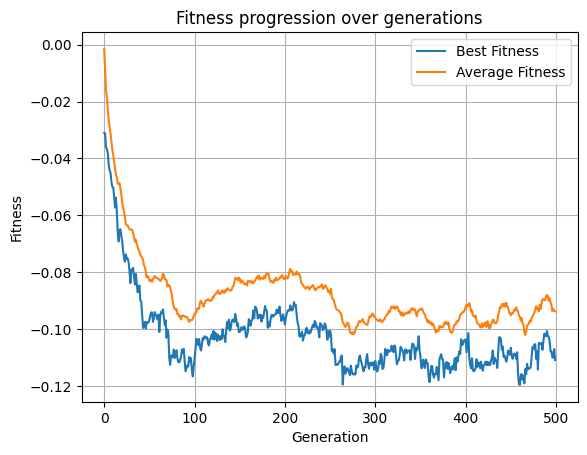 Fitness progression over generations
Best Fitness
Average Fitness
0.00
−0.02
−0.04
−0.06
−0.08
−0.10
−0.12
Fitness
0
100
200
300
400
500
Generation